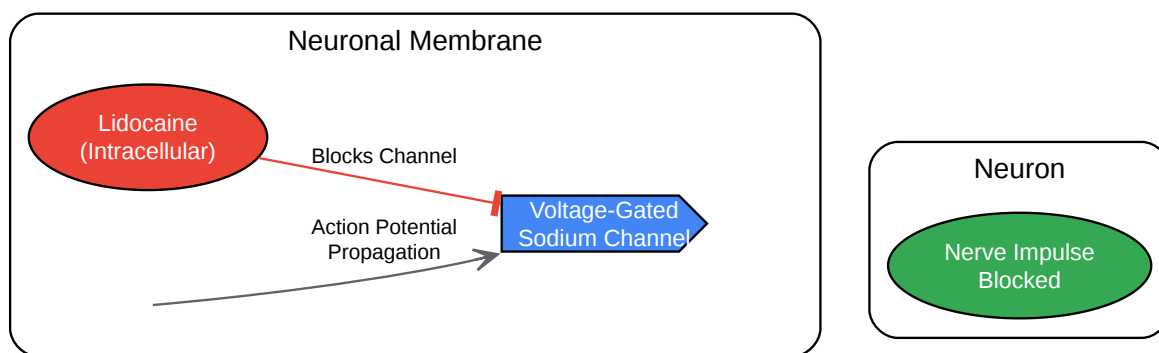 Neuronal Membrane
Lidocaine
(Intracellular)
Blocks Channel
Voltage-Gated
Sodium Channel
Action Potential
Propagation
Neuron
Nerve Impulse
Blocked